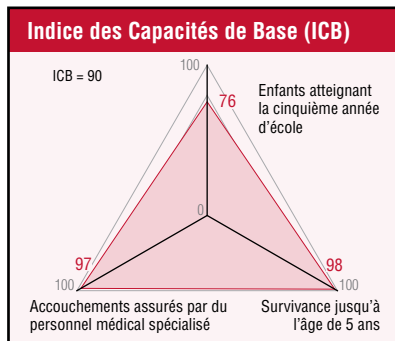 Indice des Capacités de Base (ICB)
100
ICB = 90
76
Enfants atteignant
la cinquième année
d'école
0
97
98
100
100
Accouchements assurés par du
personnel médical spécialisé
Survivance jusqu'à
l'âge de 5 ans